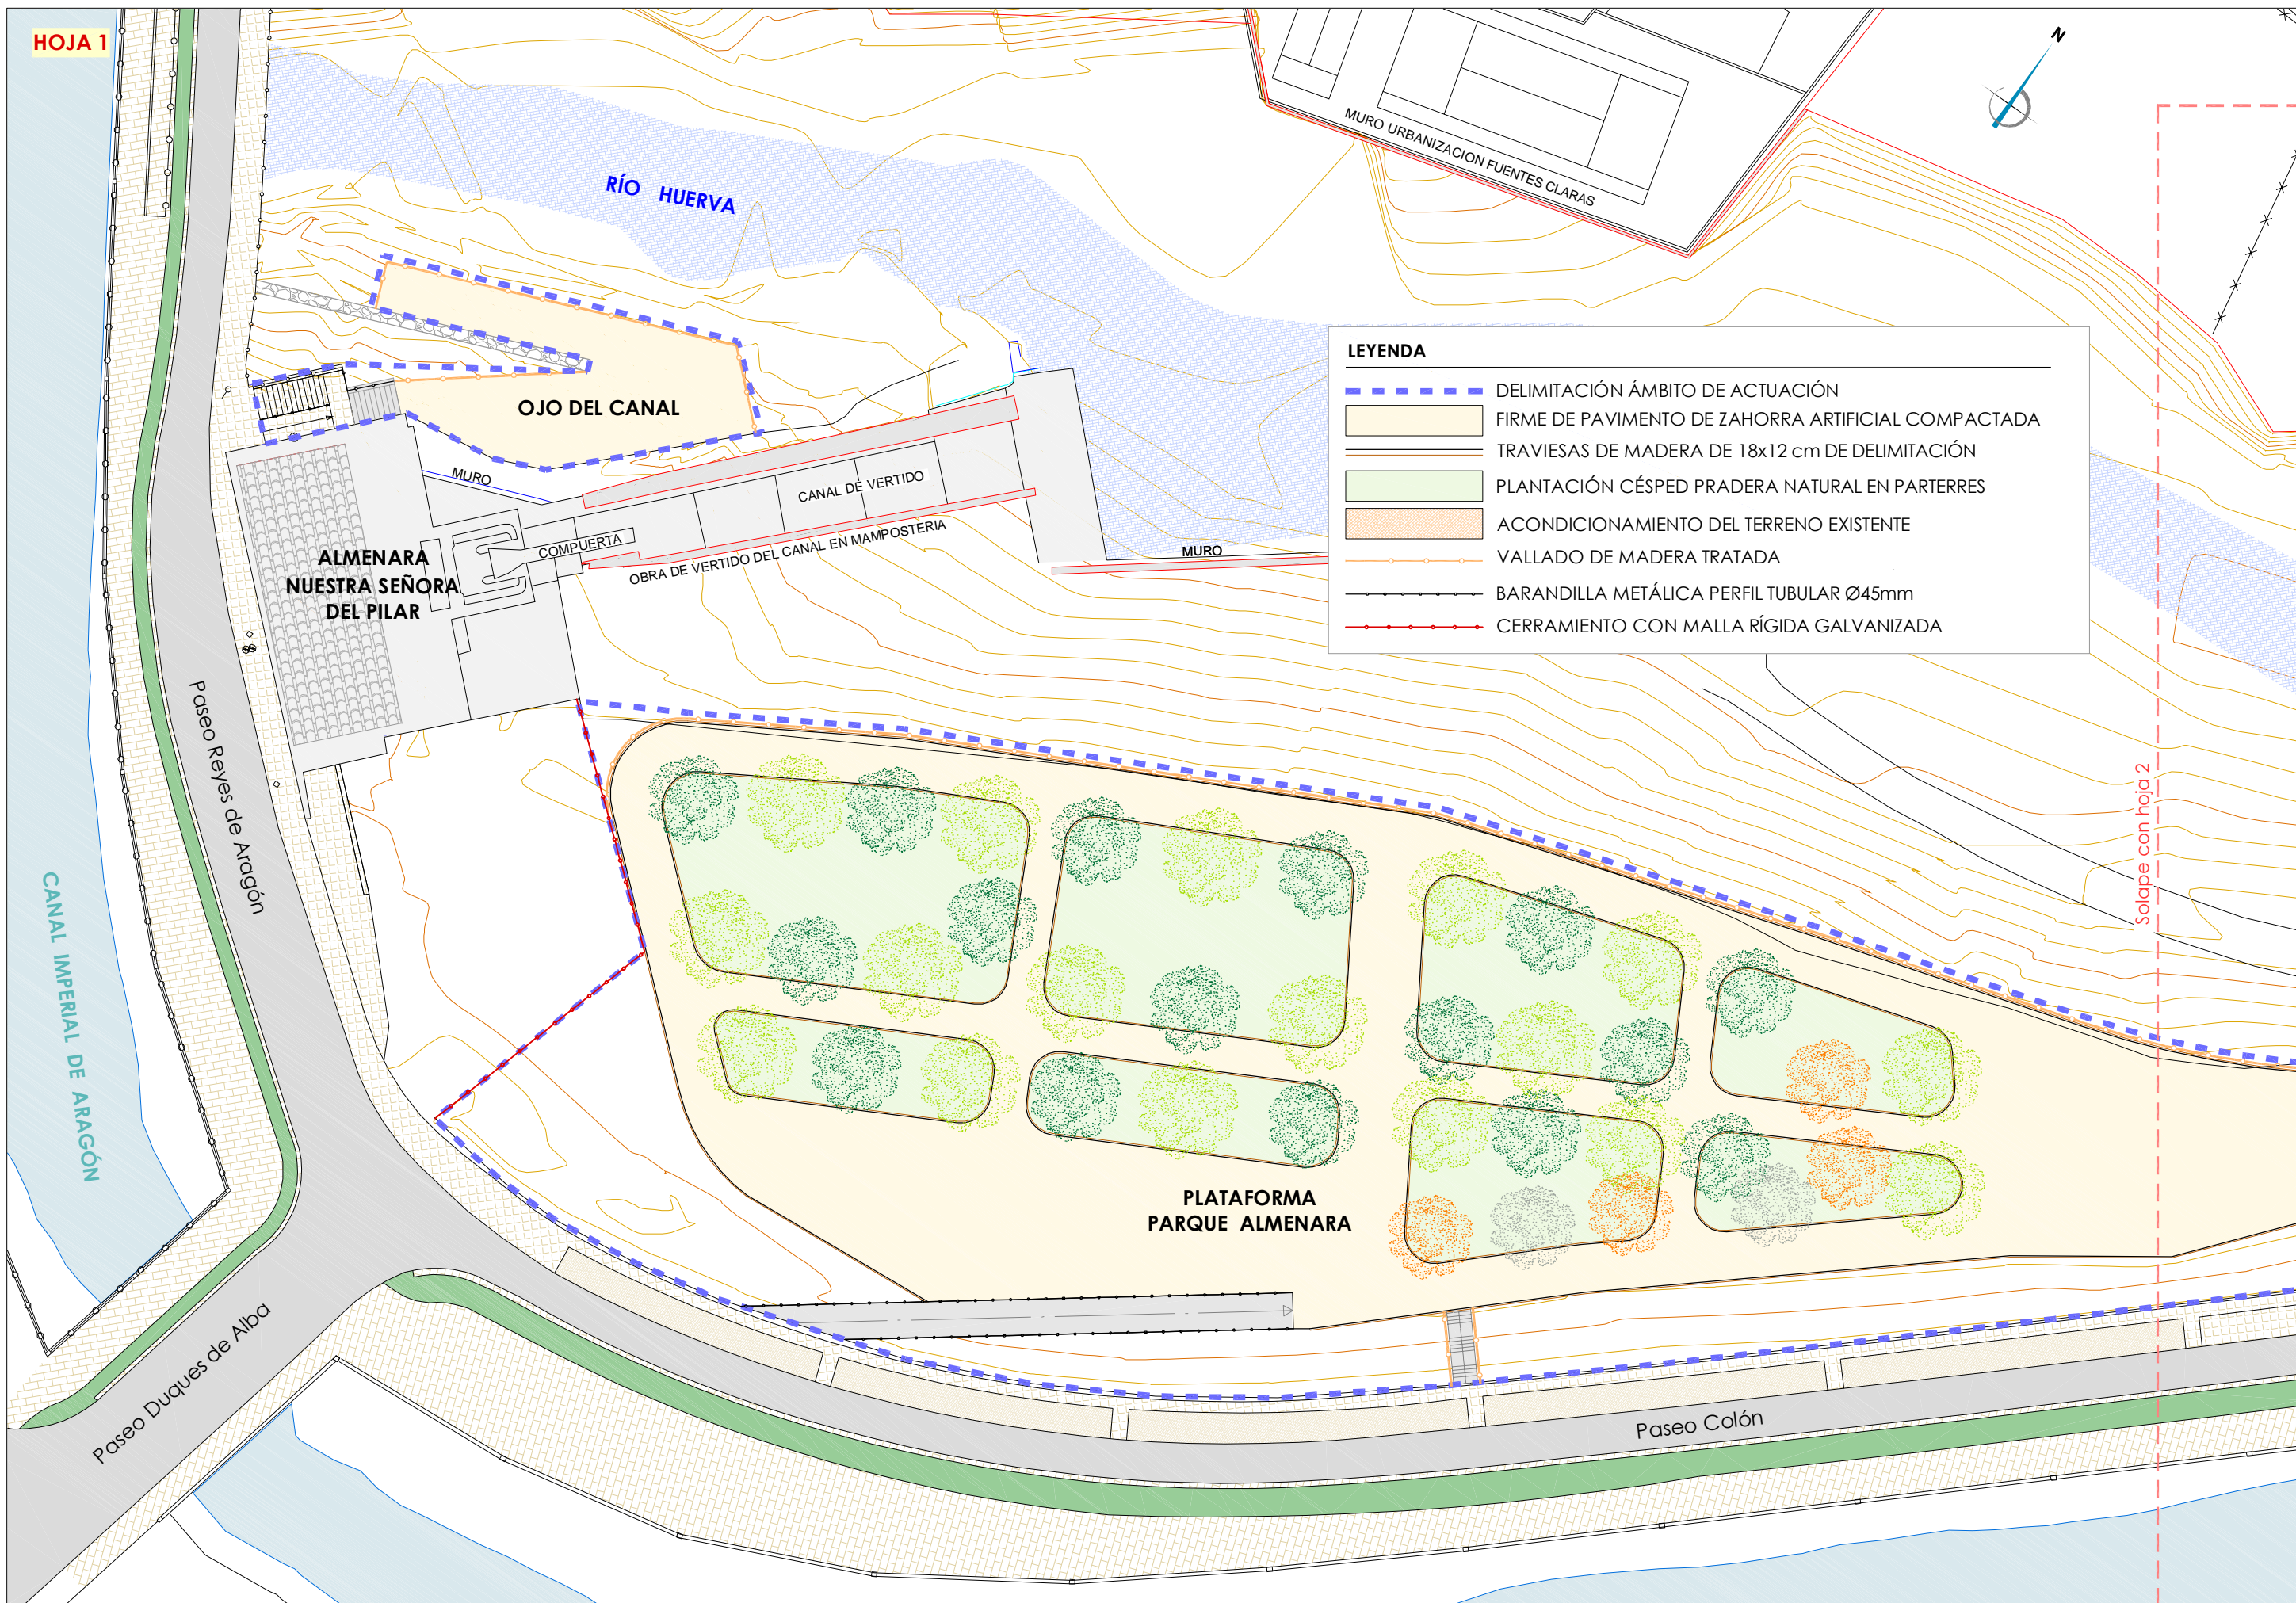 HOJA 1
N
MURO URBANIZACION FUENTES CLARAS
RÍO HUERVA
LEYENDA
DELIMITACIÓN ÁMBITO DE ACTUACIÓN
FIRME DE PAVIMENTO DE ZAHORRA ARTIFICIAL COMPACTADA
TRAVIESAS DE MADERA DE 18x12 cm DE DELIMITACIÓN
PLANTACIÓN CÉSPED PRADERA NATURAL EN PARTERRES
ACONDICIONAMIENTO DEL TERRENO EXISTENTE
VALLADO DE MADERA TRATADA
BARANDILLA METÁLICA PERFIL TUBULAR Ø45mm
CERRAMIENTO CON MALLA RÍGIDA GALVANIZADA
OJO DEL CANAL
MURO
CANAL DE VERTIDO
COMPUERTA
OBRA DE VERTIDO DEL CANAL EN MAMPOSTERIA
MURO
ALMENARA
NUESTRA SEÑORA
DEL PILAR
Paseo Reyes de Aragón
CANAL IMPERIAL DE ARAGÓN
Solape con hoja 2
PLATAFORMA
PARQUE ALMENARA
Paseo Duques de Alba
Paseo Colón